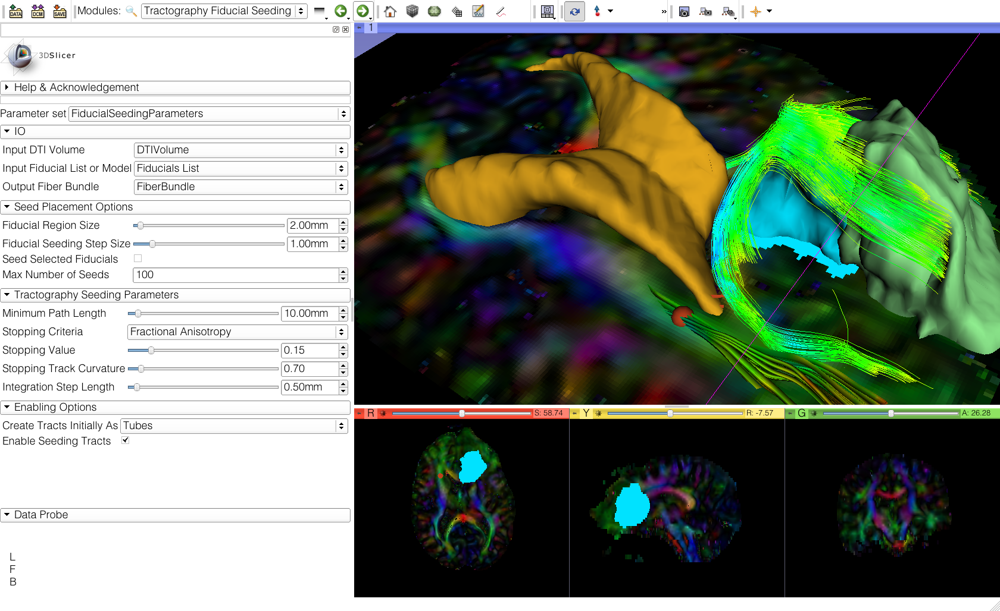 DATA DCM SAVE Modules: Tractography Fiducial Seeding »
1
3DSlicer
Help & Acknowledgement
Parameter set FiducialSeedingParameters
IO
Input DTI Volume DTIVolume
Input Fiducial List or Model Fiducials List
Output Fiber Bundle FiberBundle
Seed Placement Options
Fiducial Region Size 2.00mm
Fiducial Seeding Step Size 1.00mm
Seed Selected Fiducials
Max Number of Seeds 100
Tractography Seeding Parameters
Minimum Path Length 10.00mm
Stopping Criteria Fractional Anisotropy
Stopping Value 0.15
Stopping Track Curvature 0.70
Integration Step Length 0.50mm
Enabling Options
Create Tracts Initially As Tubes
Enable Seeding Tracts
Data Probe
L
F
B
R S: 58.74
Y R: -7.57
G A: 26.28